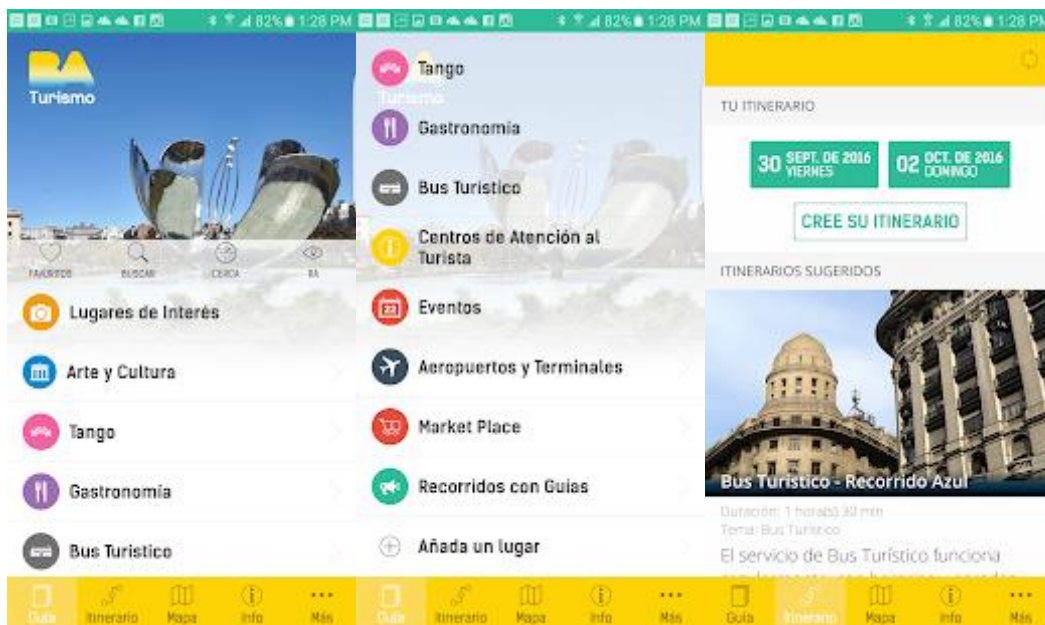 82% 1:28 PM
BA
Turismo
FAVORITOS BUSCAR CERCA RA
Lugares de Interés
Arte y Cultura
Tango
Gastronomía
Bus Turistico
Guía Itinerario Mapa Info Más
82% 1:28 PM
Tango
Turismo
Gastronomía
Bus Turístico
Centros de Atención al
Turista
22
Eventos
Aeropuertos y Terminales
Market Place
Recorridos con Guías
Añada un lugar
Guía Itinerario Mapa Info Más
82% 1:28 PM
TU ITINERARIO
30 SEPT. DE 2016
VIERNES
02 OCT. DE 2016
DOMINGO
CREE SU ITINERARIO
ITINERARIOS SUGERIDOS
Bus Turístico - Recorrido Azul
Duración: 1 hora(s) 30 min
Tema: Bus Turístico
El servicio de Bus Turístico funciona
Guía Itinerario Mapa Info Más